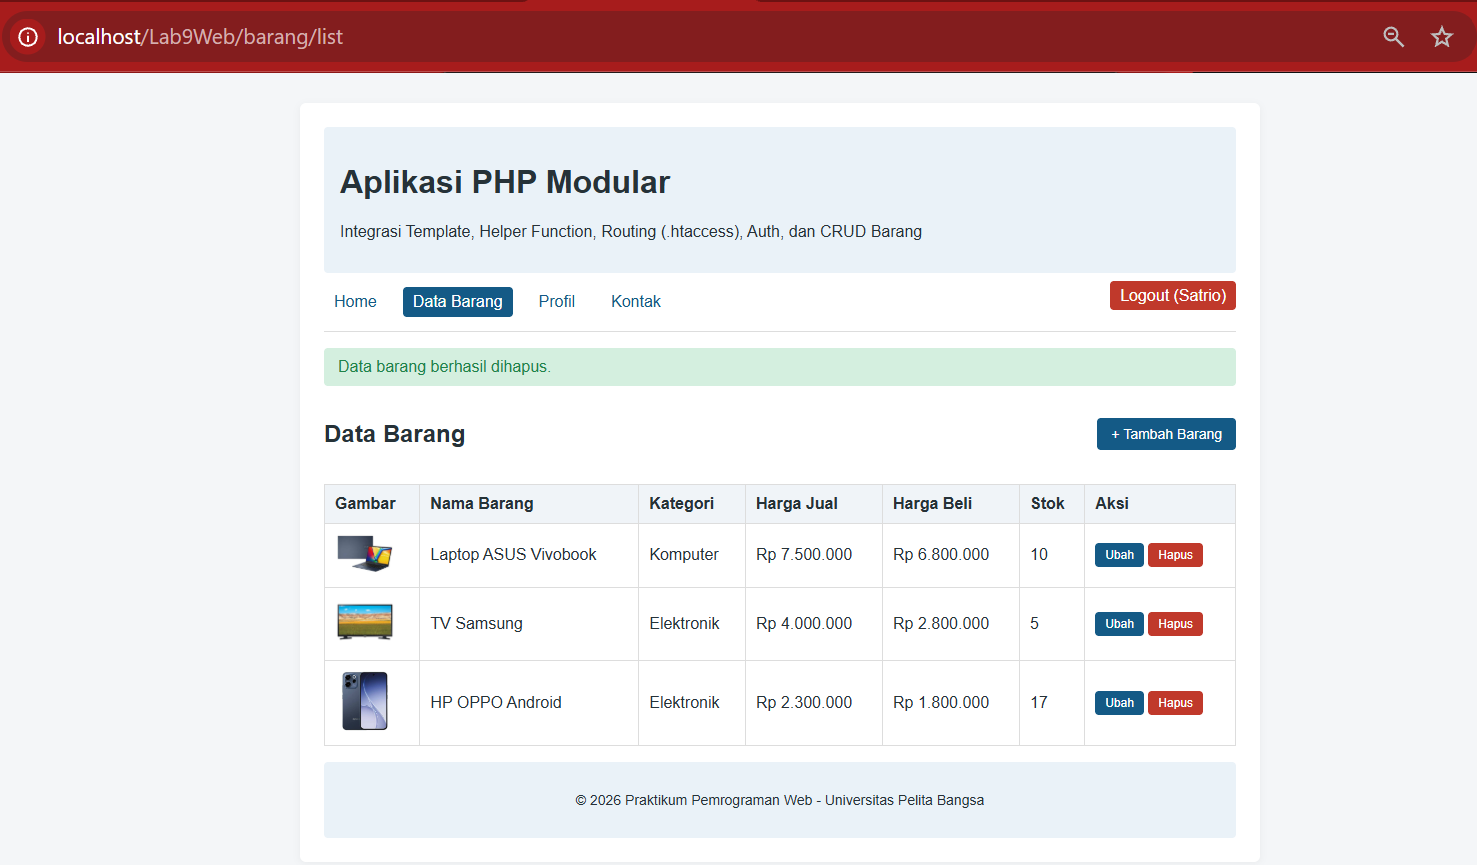 localhost/Lab9Web/barang/list
Aplikasi PHP Modular
Integrasi Template, Helper Function, Routing (.htaccess), Auth, dan CRUD Barang
Home Data Barang Profil Kontak Logout (Satrio)
Data barang berhasil dihapus.
Data Barang + Tambah Barang
Gambar Nama Barang Kategori Harga Jual Harga Beli Stok Aksi
Laptop ASUS Vivobook Komputer Rp 7.500.000 Rp 6.800.000 10 Ubah Hapus
TV Samsung Elektronik Rp 4.000.000 Rp 2.800.000 5 Ubah Hapus
HP OPPO Android Elektronik Rp 2.300.000 Rp 1.800.000 17 Ubah Hapus
© 2026 Praktikum Pemrograman Web - Universitas Pelita Bangsa